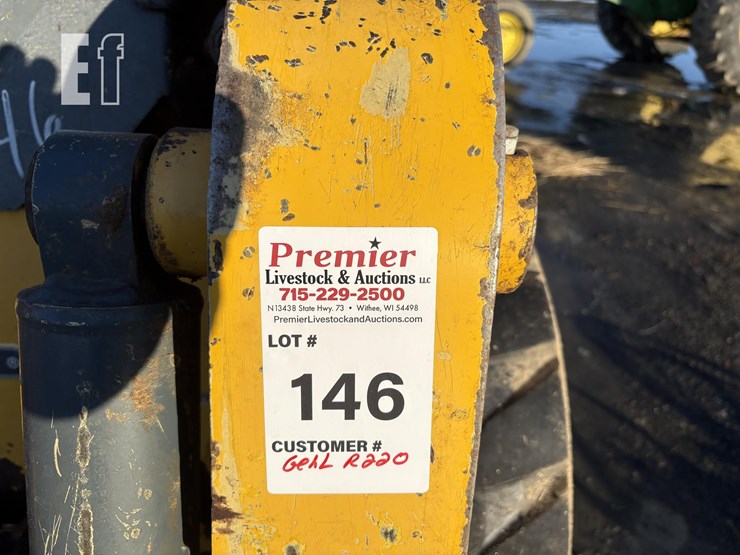 Ef
46
Premier
Livestock & Auctions LLC
715-229-2500
N13438 State Hwy. 73 • Withee, WI 54498
PremierLivestockandAuctions.com
LOT #
146
CUSTOMER #
Gehl R220